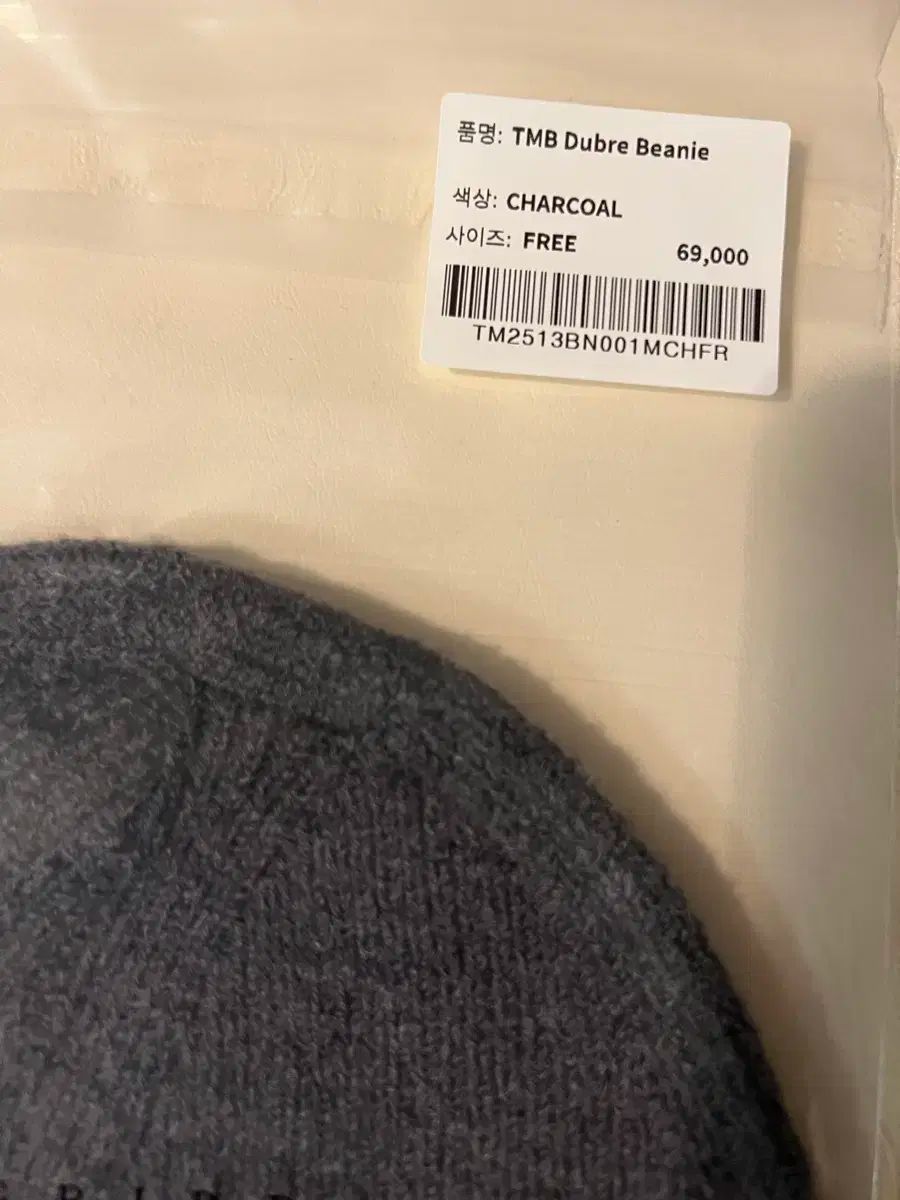 품명: TMB Dubre Beanie
색상: CHARCOAL
사이즈: FREE 69,000
TM2513BN001MCHFR